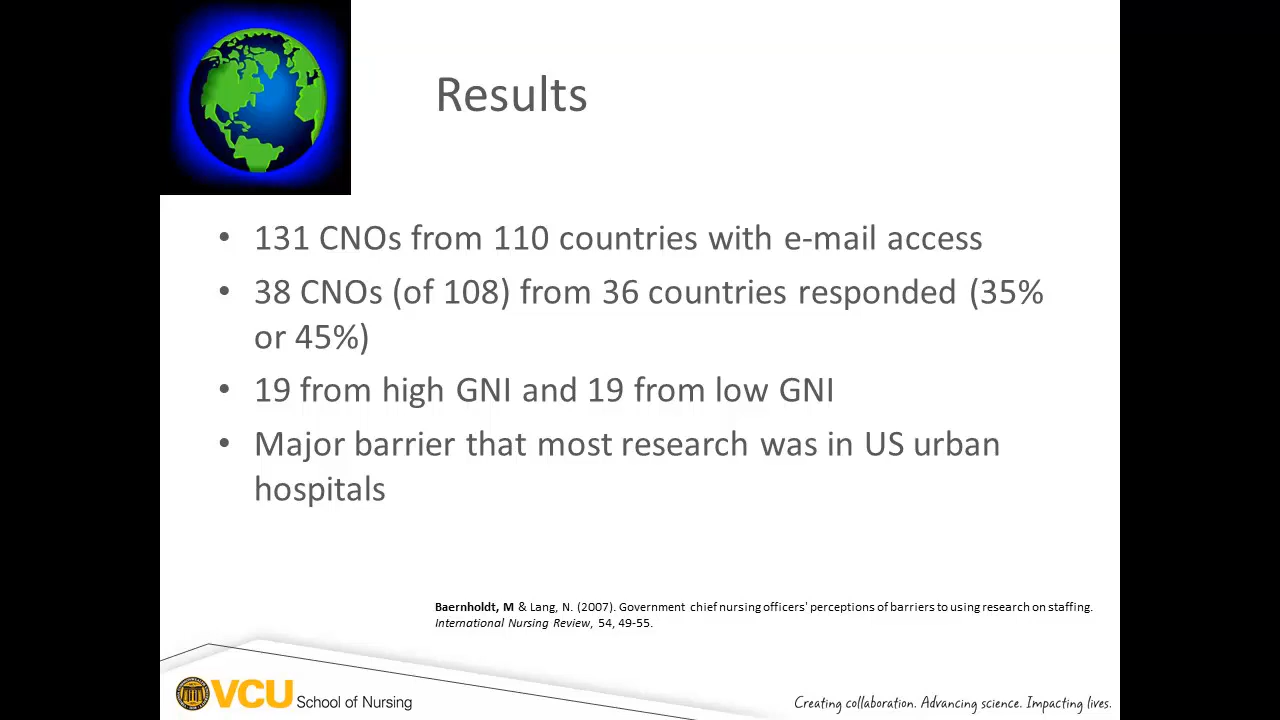 Results
• 131 CNOs from 110 countries with e-mail access
• 38 CNOs (of 108) from 36 countries responded (35%
or 45%)
• 19 from high GNI and 19 from low GNI
• Major barrier that most research was in US urban
hospitals
Baernholdt, M & Lang, N. (2007). Government chief nursing officers' perceptions of barriers to using research on staffing.
International Nursing Review, 54, 49-55.
VCU School of Nursing
Creating collaboration. Advancing science. Impacting lives.